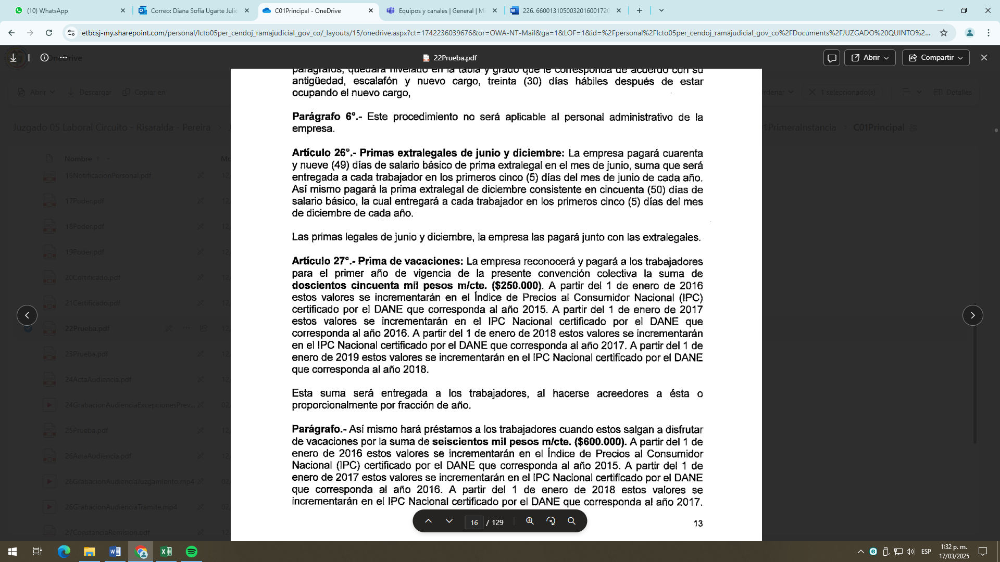 (10) WhatsApp
Correo: Diana Sofía Ugarte Julio
C01Principal - OneDrive
Equipos y canales | General | Mi
226. 6600131050032016001720
etbcsj-my.sharepoint.com/personal/lcto05per_cendoj_ramajudicial_gov_co/_layouts/15/onedrive.aspx?ct=1742236039676&or=OWA-NT-Mail&ga=1&LOF=1&id=%2Fpersonal%2Flcto05per_cendoj_ramajudicial_gov_co%2FDocuments%2FJUZGADO%20QUINTO%2...
OneDrive
22Prueba.pdf
Abrir
Compartir
Abrir
Descargar
Copiar en
Ordenar
1 seleccionado(s)
Detalles
Juzgado 05 Laboral Circuito - Risaralda - Pereira
1PrimeraInstancia
C01Principal
Nombre
Mo
16NotificacionPersonal.pdf
17Poder.pdf
18Poder.pdf
19Poder.pdf
20Certificado.pdf
21Certificado.pdf
22Prueba.pdf
23Prueba.pdf
24ActaAudiencia.pdf
24GrabacionAudienciaExcepcionesPrev...
25Prueba.pdf
26ActaAudiencia.pdf
26GrabacionAudienciaJuzgamiento.mp4
26GrabacionAudienciaTramite.mp4
27ConstanciaRemision.pdf
parágrafos, quedará nivelado en la tabla y grado que le corresponda de acuerdo con su
antigüedad, escalafón y nuevo cargo, treinta (30) días hábiles después de estar
ocupando el nuevo cargo,
Parágrafo 6°.- Este procedimiento no será aplicable al personal administrativo de la
empresa.
Artículo 26°.- Primas extralegales de junio y diciembre: La empresa pagará cuarenta
y nueve (49) días de salario básico de prima extralegal en el mes de junio, suma que será
entregada a cada trabajador en los primeros cinco (5) días del mes de junio de cada año.
Así mismo pagará la prima extralegal de diciembre consistente en cincuenta (50) días de
salario básico, la cual entregará a cada trabajador en los primeros cinco (5) días del mes
de diciembre de cada año.
Las primas legales de junio y diciembre, la empresa las pagará junto con las extralegales.
Artículo 27°.- Prima de vacaciones: La empresa reconocerá y pagará a los trabajadores
para el primer año de vigencia de la presente convención colectiva la suma de
doscientos cincuenta mil pesos m/cte. ($250.000). A partir del 1 de enero de 2016
estos valores se incrementarán en el Índice de Precios al Consumidor Nacional (IPC)
certificado por el DANE que corresponda al año 2015. A partir del 1 de enero de 2017
estos valores se incrementarán en el IPC Nacional certificado por el DANE que
corresponda al año 2016. A partir del 1 de enero de 2018 estos valores se incrementarán
en el IPC Nacional certificado por el DANE que corresponda al año 2017. A partir del 1 de
enero de 2019 estos valores se incrementarán en el IPC Nacional certificado por el DANE
que corresponda al año 2018.
Esta suma será entregada a los trabajadores, al hacerse acreedores a ésta o
proporcionalmente por fracción de año.
Parágrafo.- Así mismo hará préstamos a los trabajadores cuando estos salgan a disfrutar
de vacaciones por la suma de seiscientos mil pesos m/cte. ($600.000). A partir del 1 de
enero de 2016 estos valores se incrementarán en el Índice de Precios al Consumidor
Nacional (IPC) certificado por el DANE que corresponda al año 2015. A partir del 1 de
enero de 2017 estos valores se incrementarán en el IPC Nacional certificado por el DANE
que corresponda al año 2016. A partir del 1 de enero de 2018 estos valores se
incrementarán en el IPC Nacional certificado por el DANE que corresponda al año 2017.
13
16 / 129
ESP
1:32 p. m.
17/03/2025